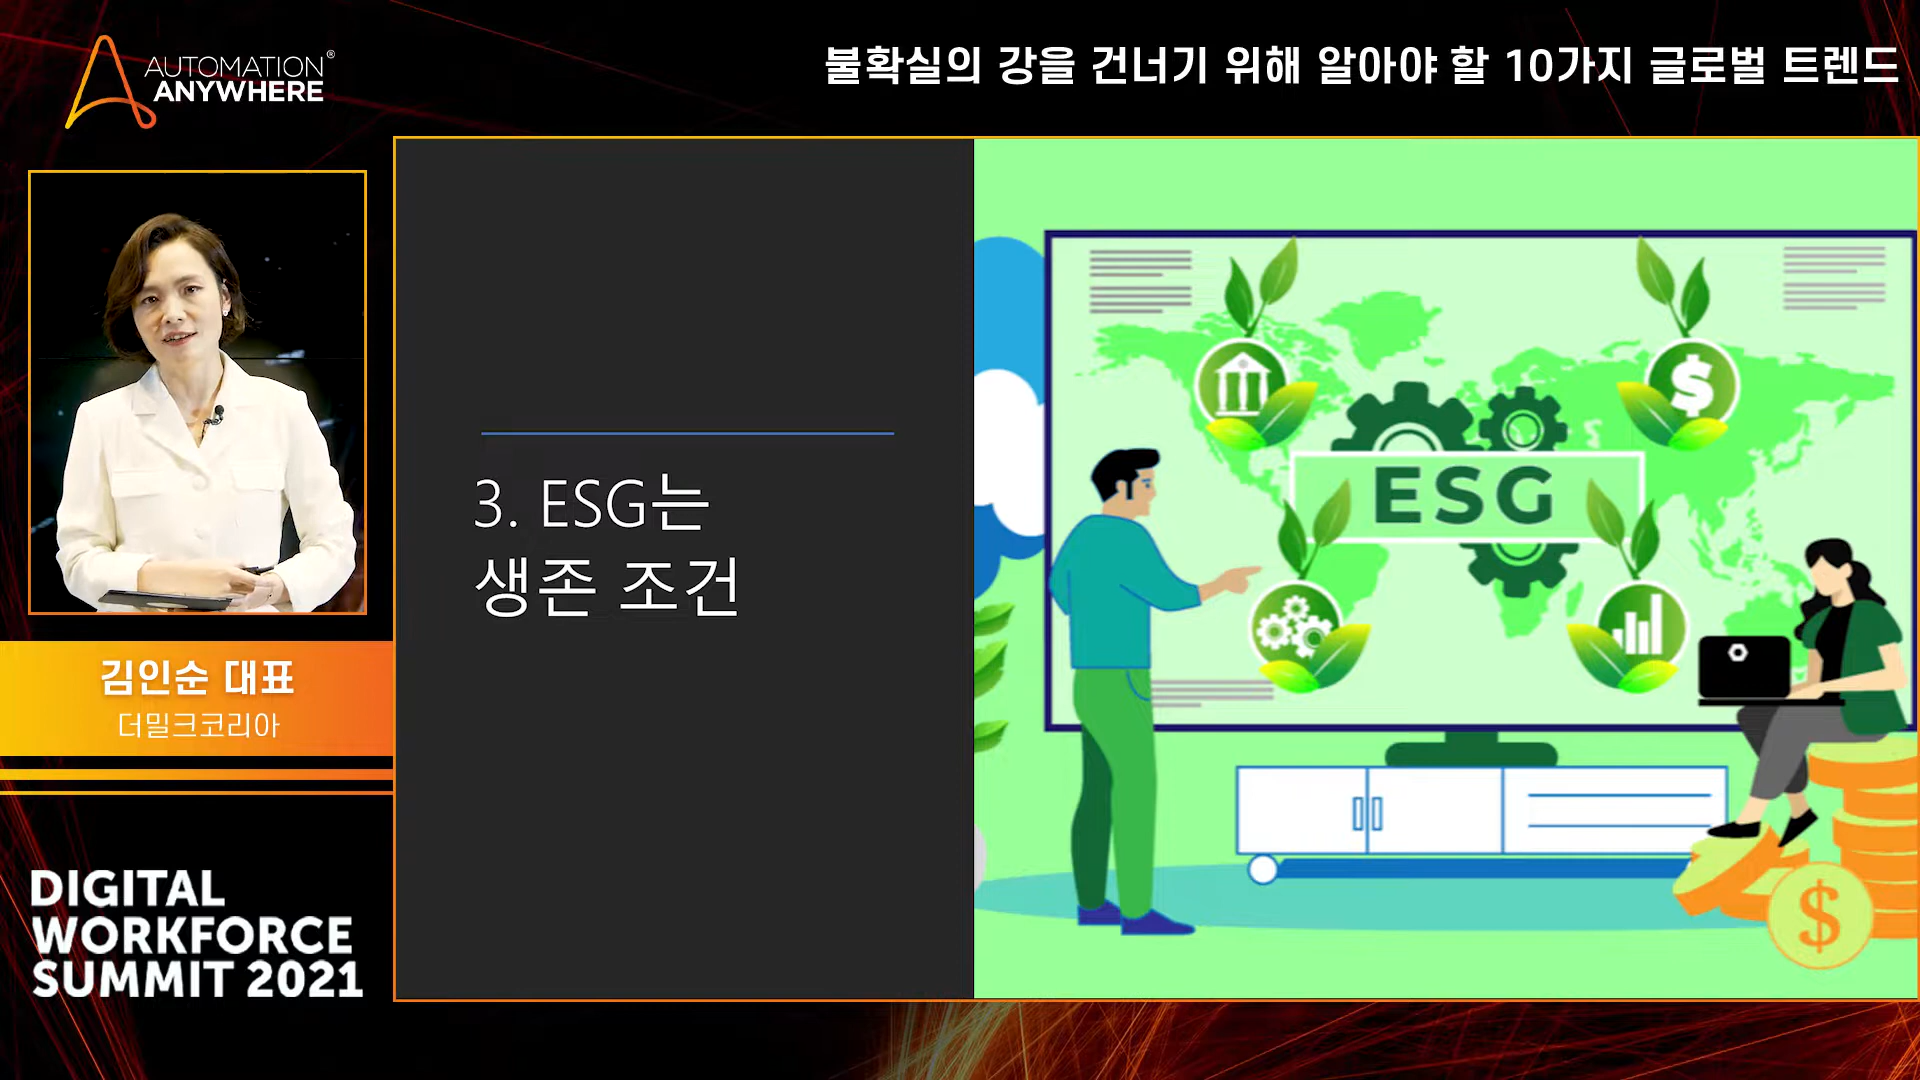 AUTOMATION®
ANYWHERE
불확실의 강을 건너기 위해 알아야 할 10가지 글로벌 트렌드
3. ESG는
생존 조건
ESG
$
$
김인순 대표
더밀크코리아
DIGITAL
WORKFORCE
SUMMIT 2021